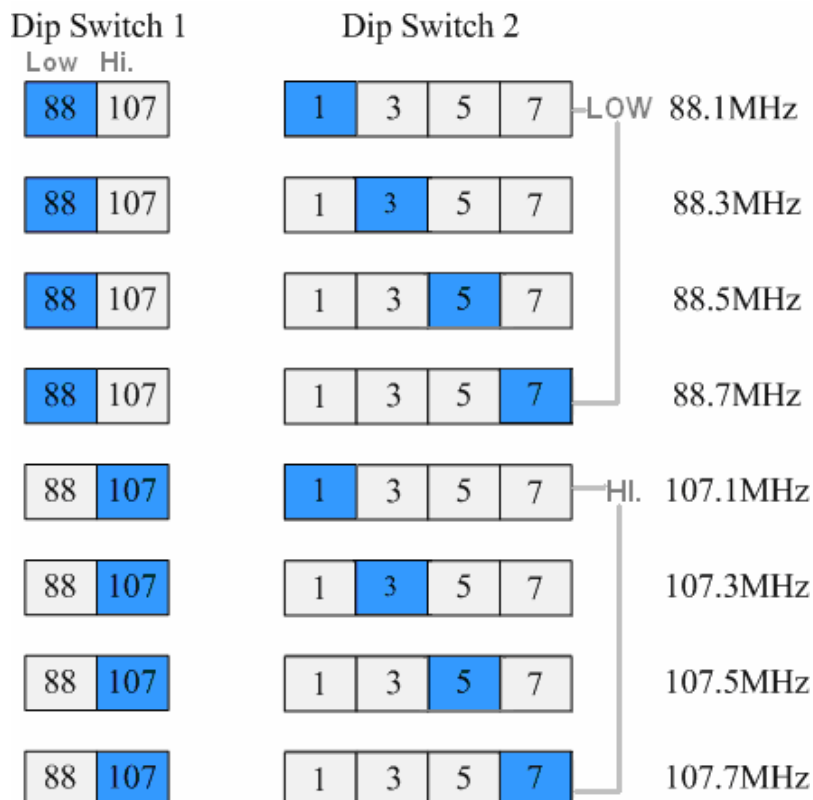 Dip Switch 1 Dip Switch 2
Low Hi.
88 107 1 3 5 7 LOW 88.1MHz
88 107 1 3 5 7 88.3MHz
88 107 1 3 5 7 88.5MHz
88 107 1 3 5 7 88.7MHz
88 107 1 3 5 7 HI. 107.1MHz
88 107 1 3 5 7 107.3MHz
88 107 1 3 5 7 107.5MHz
88 107 1 3 5 7 107.7MHz